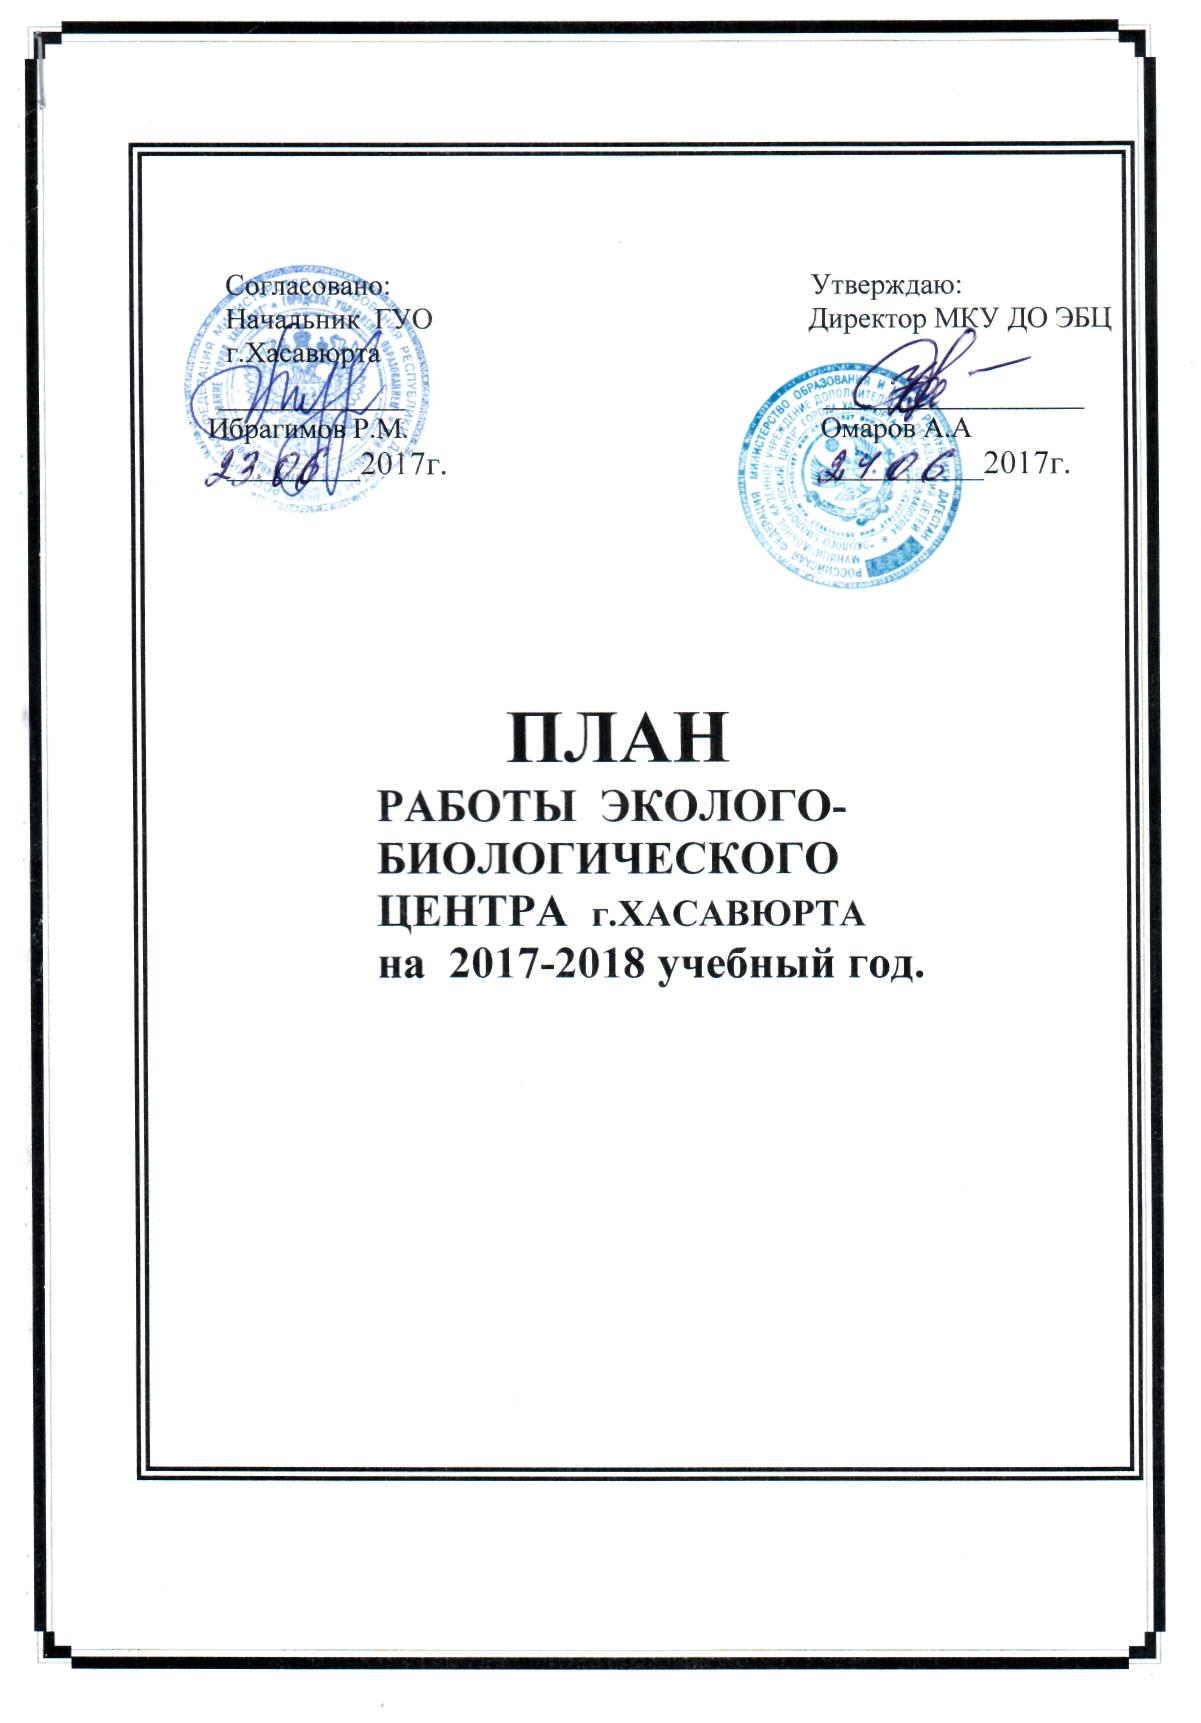 Согласовано:
Начальник ГУО
г.Хасавюрта
Ибрагимов Р.М.
23.06 2017г.
Утверждаю:
Директор МКУ ДО ЭБЦ
Омаров А.А
24.06 2017г.
ПЛАН
РАБОТЫ ЭКОЛОГО-
БИОЛОГИЧЕСКОГО
ЦЕНТРА г.ХАСАВЮРТА
на 2017-2018 учебный год.